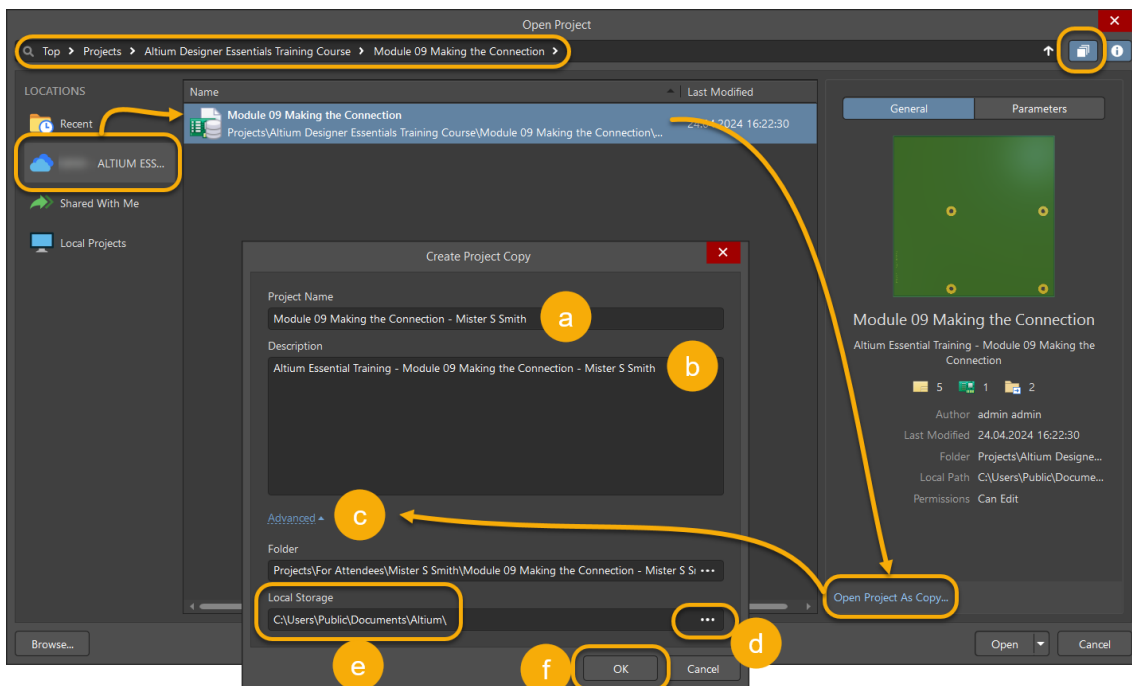 Open Project
Top > Projects > Altium Designer Essentials Training Course > Module 09 Making the Connection >
LOCATIONS
Recent
ALTIUM ESS...
Shared With Me
Local Projects
Name
Last Modified
Module 09 Making the Connection
Projects\Altium Designer Essentials Training Course\Module 09 Making the Connection\...
24.04.2024 16:22:30
General
Parameters
Module 09 Making the Connection
Altium Essential Training - Module 09 Making the
Connection
5 1 2
Author admin admin
Last Modified 24.04.2024 16:22:30
Folder Projects\Altium Designe...
Local Path C:\Users\Public\Docume...
Permissions Can Edit
Open Project As Copy...
Create Project Copy
Project Name
Module 09 Making the Connection - Mister S Smith
a
Description
Altium Essential Training - Module 09 Making the Connection - Mister S Smith
b
Advanced
c
Folder
Projects\For Attendees\Mister S Smith\Module 09 Making the Connection - Mister S Si ...
Local Storage
C:\Users\Public\Documents\Altium\
...
d
e
f
OK
Cancel
Browse...
Open
Cancel